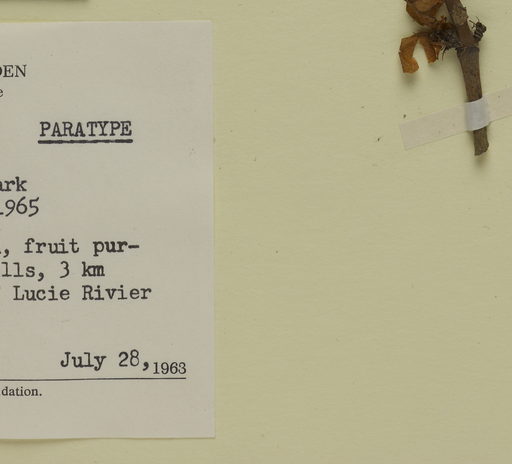 DEN
e
PARATYPE
ark
1965
, fruit pur-
lls, 3 km
Lucie Rivier
July 28, 1963
dation.